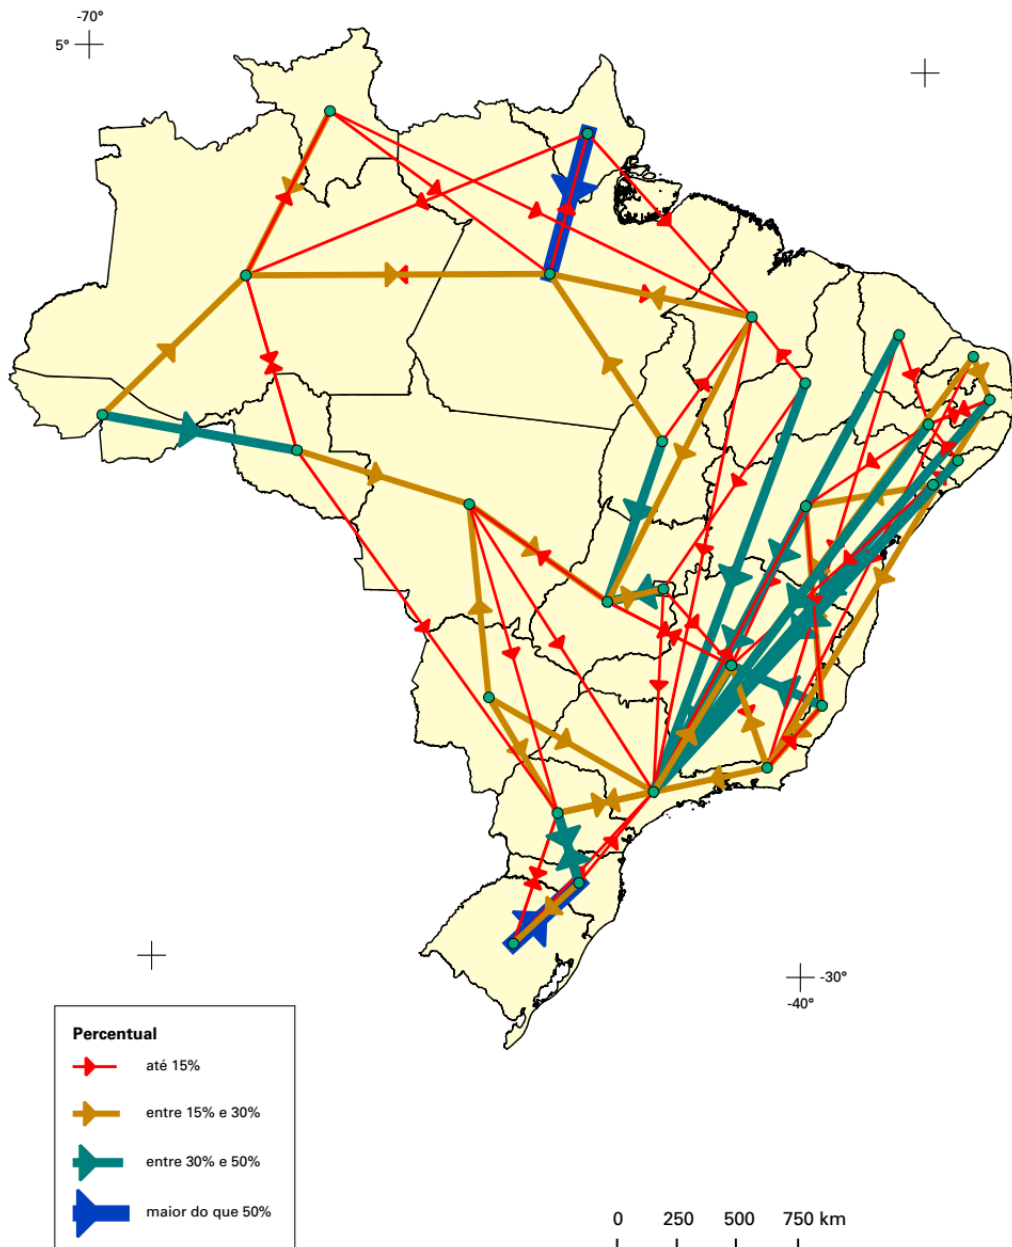 -70°
5°
-30°
-40°
Percentual
até 15%
entre 15% e 30%
entre 30% e 50%
maior do que 50%
0 250 500 750 km